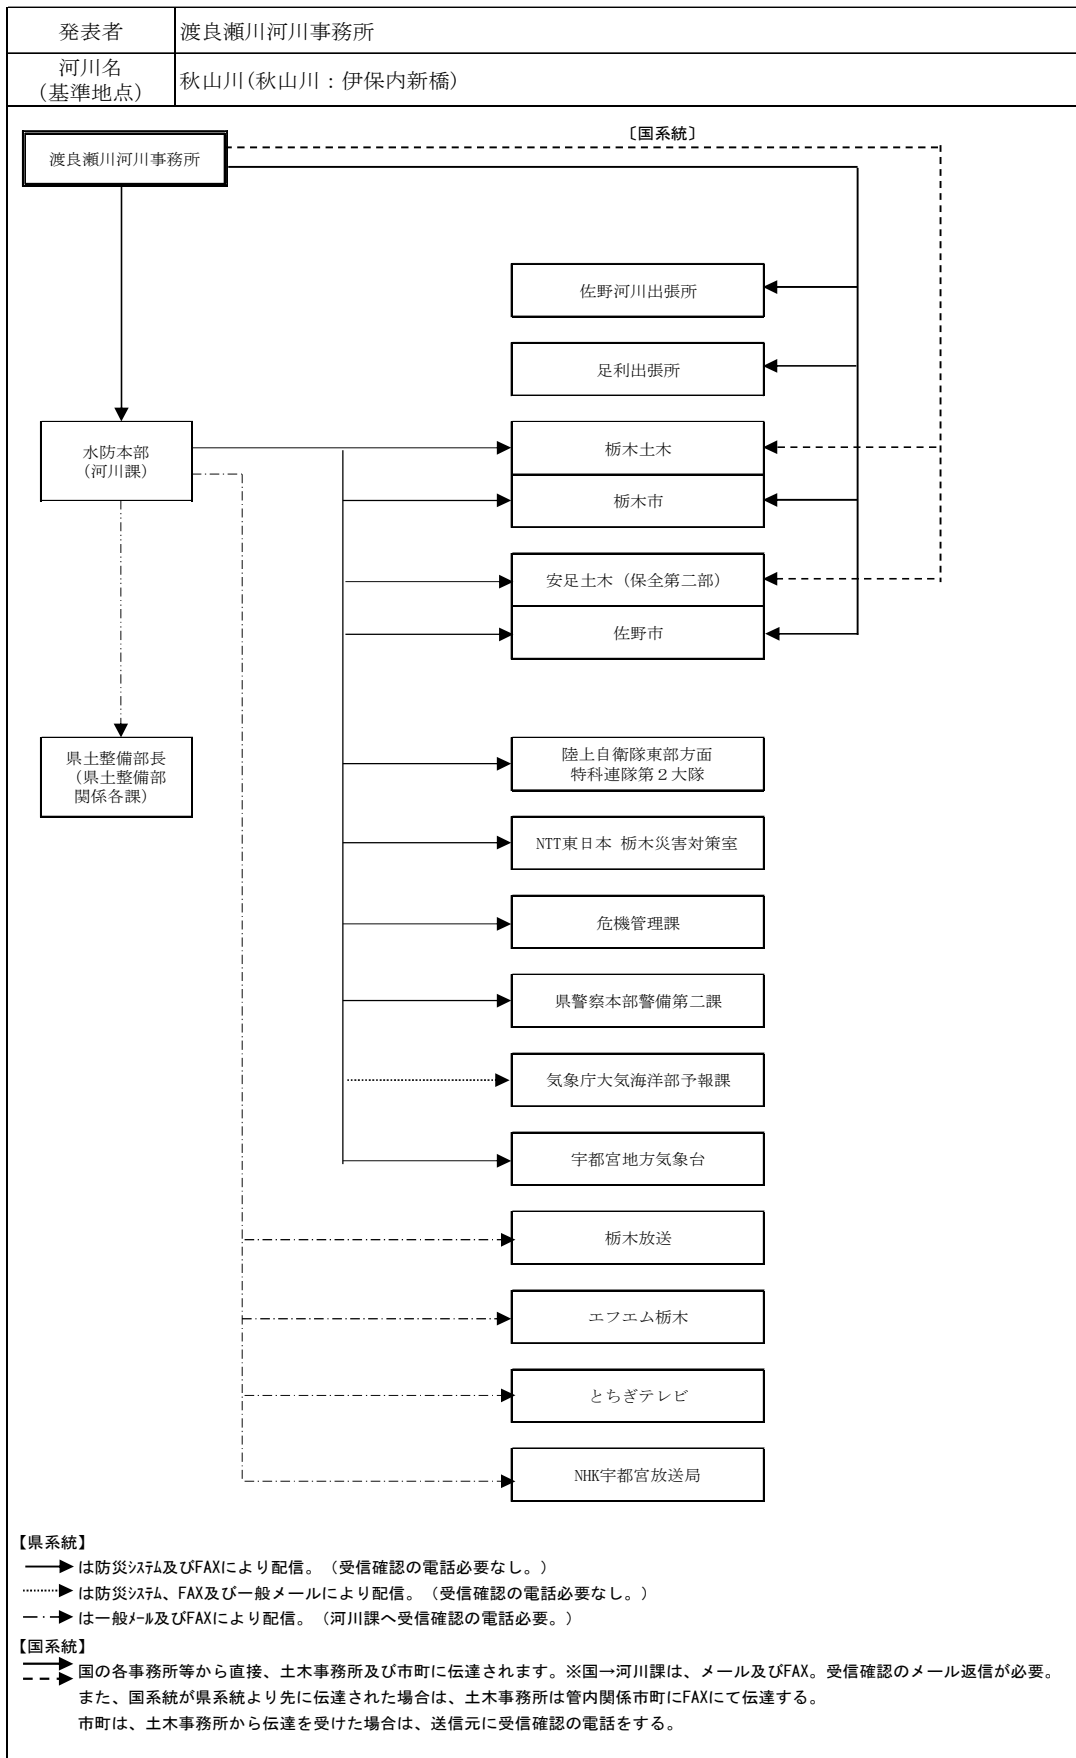 発表者
渡良瀬川河川事務所
河川名
(基準地点)
秋山川(秋山川：伊保内新橋)
〔国系統〕
渡良瀬川河川事務所
佐野河川出張所
足利出張所
水防本部
(河川課)
栃木土木
栃木市
安足土木（保全第二部）
佐野市
県土整備部長
（県土整備部
関係各課）
陸上自衛隊東部方面
特科連隊第２大隊
NTT東日本 栃木災害対策室
危機管理課
県警察本部警備第二課
気象庁大気海洋部予報課
宇都宮地方気象台
栃木放送
エフエム栃木
とちぎテレビ
NHK宇都宮放送局
【県系統】
は防災ｼｽﾃﾑ及びFAXにより配信。（受信確認の電話必要なし。）
は防災ｼｽﾃﾑ、FAX及び一般メールにより配信。（受信確認の電話必要なし。）
は一般ﾒｰﾙ及びFAXにより配信。（河川課へ受信確認の電話必要。）
【国系統】
国の各事務所等から直接、土木事務所及び市町に伝達されます。※国→河川課は、メール及びFAX。受信確認のメール返信が必要。
また、国系統が県系統より先に伝達された場合は、土木事務所は管内関係市町にFAXにて伝達する。
市町は、土木事務所から伝達を受けた場合は、送信元に受信確認の電話をする。